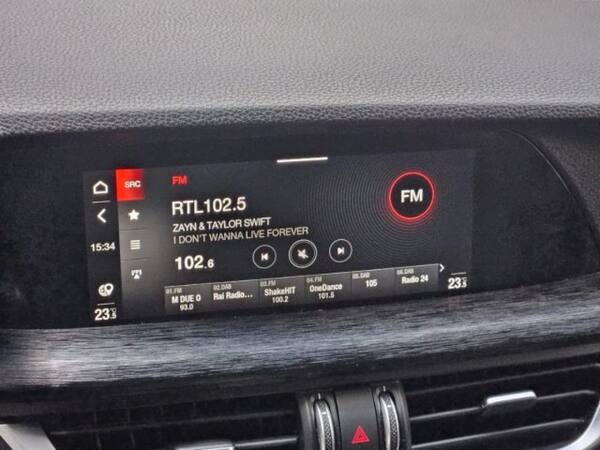 SRC
FM
FM
RTL102.5
ZAYN & TAYLOR SWIFT
I DON'T WANNA LIVE FOREVER
15:34
102.6
01.FM
M DUE O
93.0
02.DAB
Rai Radio...
03.FM
ShakeHIT
100.2
04.FM
OneDance
101.5
05.DAB
105
06.DAB
Radio 24
23.5
23.5